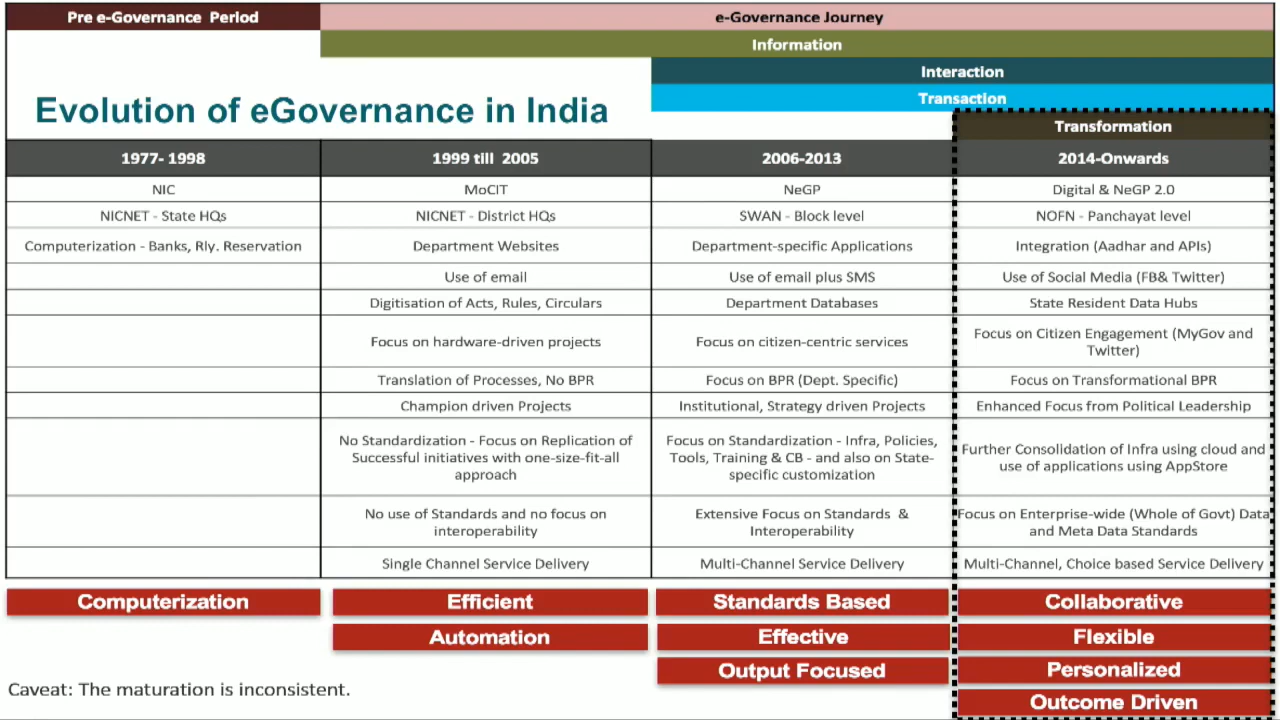 Pre e-Governance Period
e-Governance Journey
Information
Interaction
Transaction
Evolution of eGovernance in India
Transformation
1977- 1998
1999 till 2005
2006-2013
2014-Onwards
NIC
MoCIT
NeGP
Digital & NeGP 2.0
NICNET - State HQs
NICNET - District HQs
SWAN - Block level
NOFN - Panchayat level
Computerization - Banks, Rly. Reservation
Department Websites
Department-specific Applications
Integration (Aadhar and APIs)
Use of email
Use of email plus SMS
Use of Social Media (FB& Twitter)
Digitisation of Acts, Rules, Circulars
Department Databases
State Resident Data Hubs
Focus on hardware-driven projects
Focus on citizen-centric services
Focus on Citizen Engagement (MyGov and
Twitter)
Translation of Processes, No BPR
Focus on BPR (Dept. Specific)
Focus on Transformational BPR
Champion driven Projects
Institutional, Strategy driven Projects
Enhanced Focus from Political Leadership
No Standardization - Focus on Replication of
Successful initiatives with one-size-fit-all
approach
Focus on Standardization - Infra, Policies,
Tools, Training & CB - and also on State-
specific customization
Further Consolidation of Infra using cloud and
use of applications using AppStore
No use of Standards and no focus on
interoperability
Extensive Focus on Standards &
Interoperability
Focus on Enterprise-wide (Whole of Govt) Data
and Meta Data Standards
Single Channel Service Delivery
Multi-Channel Service Delivery
Multi-Channel, Choice based Service Delivery
Computerization
Efficient
Standards Based
Collaborative
Automation
Effective
Flexible
Output Focused
Personalized
Caveat: The maturation is inconsistent.
Outcome Driven